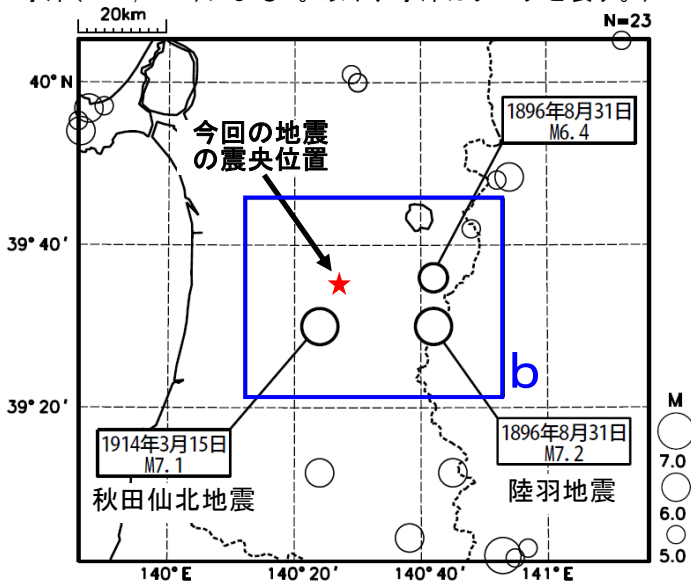 20km
N=23
40°N
1896年8月31日
M6.4
今回の地震
の震央位置
39°40'
b
39°20'
M
7.0
6.0
5.0
1914年3月15日
M7.1
秋田仙北地震
1896年8月31日
M7.2
陸羽地震
140°E
140°20'
140°40'
141°E